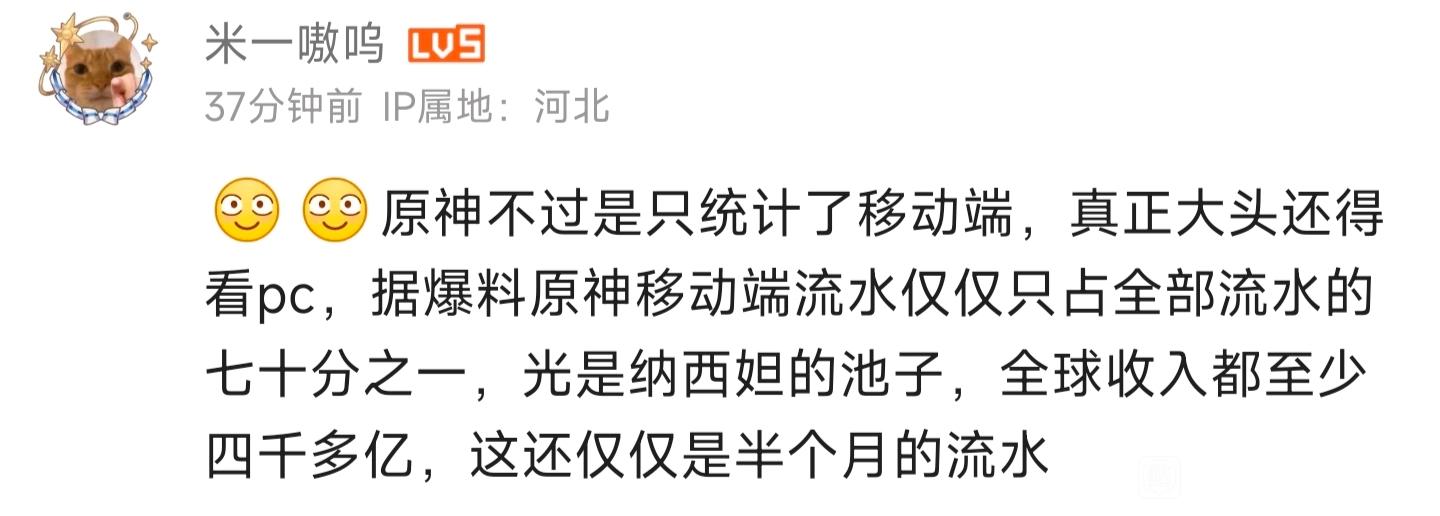 米一嗷呜 LV5
37分钟前 IP属地：河北
原神不过是只统计了移动端，真正大头还得
看pc，据爆料原神移动端流水仅仅只占全部流水的
七十分之一，光是纳西妲的池子，全球收入都至少
四千多亿，这还仅仅是半个月的流水